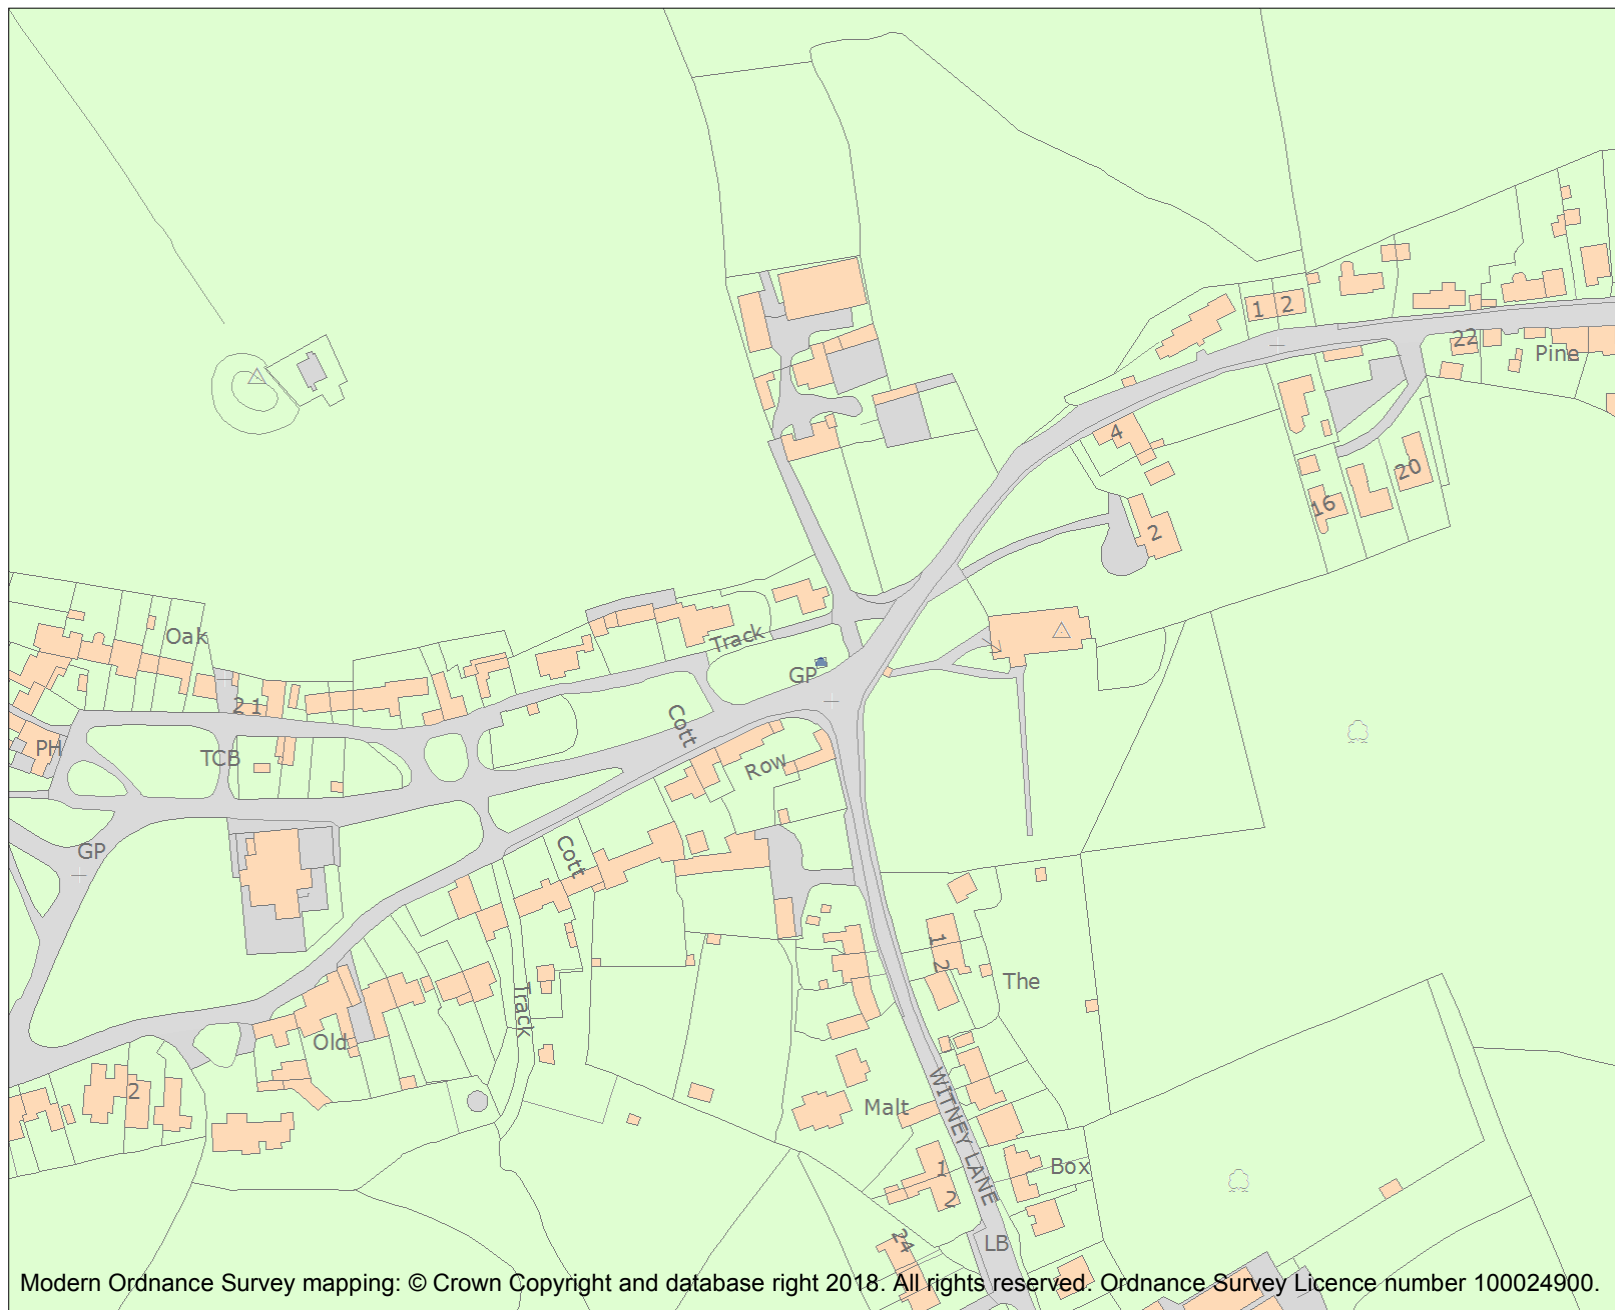 1 2
22
Pine
4
20
16
2
Oak
Track
GP
2 1
Cott
PH
TCB
Row
GP
Cott
1
2
The
Track
Old
2
WITNEY LANE
Malt
1
2
Box
24
LB
Modern Ordnance Survey mapping: © Crown Copyright and database right 2018. All rights reserved. Ordnance Survey Licence number 100024900.